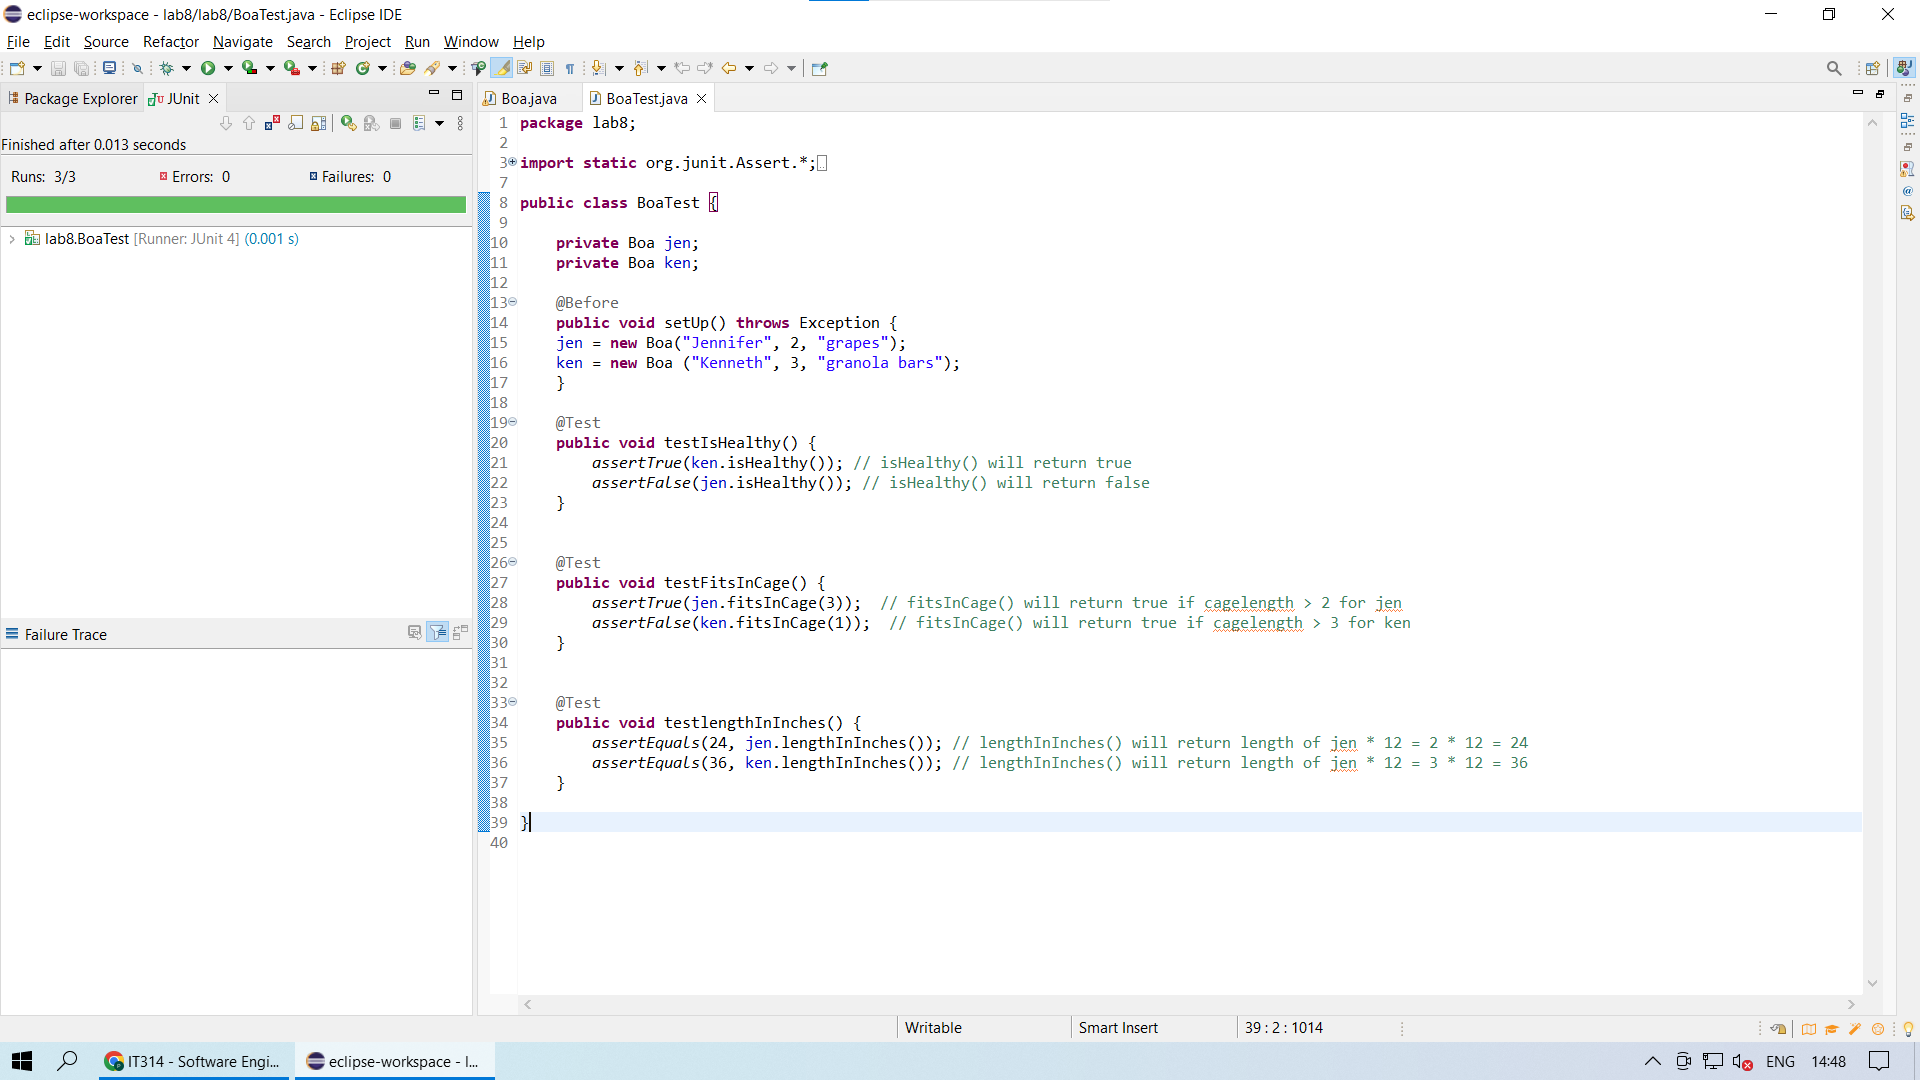 eclipse-workspace - lab8/lab8/BoaTest.java - Eclipse IDE
File Edit Source Refactor Navigate Search Project Run Window Help
Package Explorer JUnit
Finished after 0.013 seconds
Runs: 3/3 Errors: 0 Failures: 0
lab8.BoaTest [Runner: JUnit 4] (0.001 s)
Failure Trace
Boa.java BoaTest.java
1 package lab8;
2
3 import static org.junit.Assert.*;
7
8 public class BoaTest {
9
10 private Boa jen;
11 private Boa ken;
12
13 @Before
14 public void setUp() throws Exception {
15 jen = new Boa("Jennifer", 2, "grapes");
16 ken = new Boa ("Kenneth", 3, "granola bars");
17 }
18
19 @Test
20 public void testIsHealthy() {
21 assertTrue(ken.isHealthy()); // isHealthy() will return true
22 assertFalse(jen.isHealthy()); // isHealthy() will return false
23 }
24
25
26 @Test
27 public void testFitsInCage() {
28 assertTrue(jen.fitsInCage(3)); // fitsInCage() will return true if cagelength > 2 for jen
29 assertFalse(ken.fitsInCage(1)); // fitsInCage() will return true if cagelength > 3 for ken
30 }
31
32
33 @Test
34 public void testlengthInInches() {
35 assertEquals(24, jen.lengthInInches()); // lengthInInches() will return length of jen * 12 = 2 * 12 = 24
36 assertEquals(36, ken.lengthInInches()); // lengthInInches() will return length of jen * 12 = 3 * 12 = 36
37 }
38
39 }
40
Writable Smart Insert 39 : 2 : 1014
IT314 - Software Engi... eclipse-workspace - l... ENG 14:48